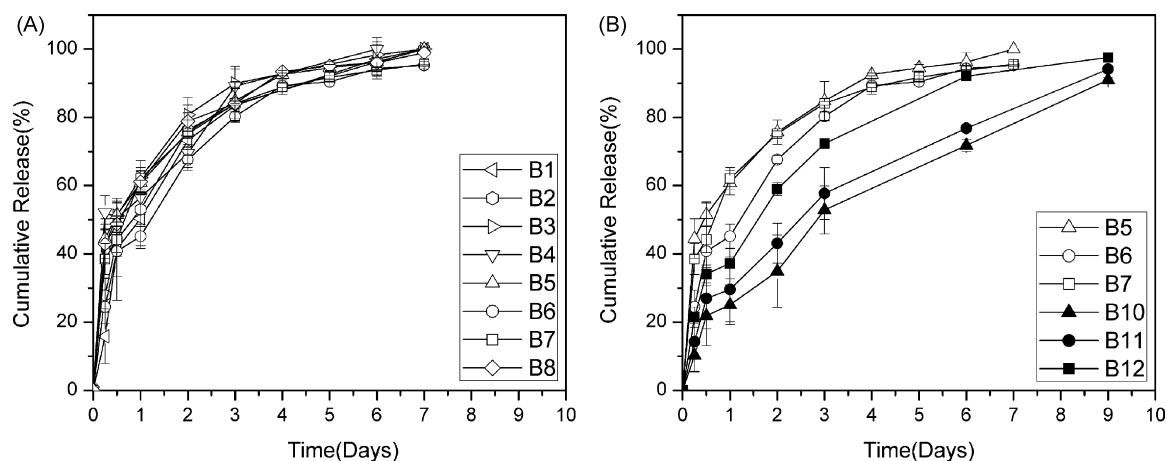 (A)
Cumulative Release(%)
100
80
60
40
20
0
B1
B2
B3
B4
B5
B6
B7
B8
0 1 2 3 4 5 6 7 8 9 10
Time(Days)
(B)
Cumulative Release(%)
100
80
60
40
20
0
B5
B6
B7
B10
B11
B12
0 1 2 3 4 5 6 7 8 9 10
Time(Days)